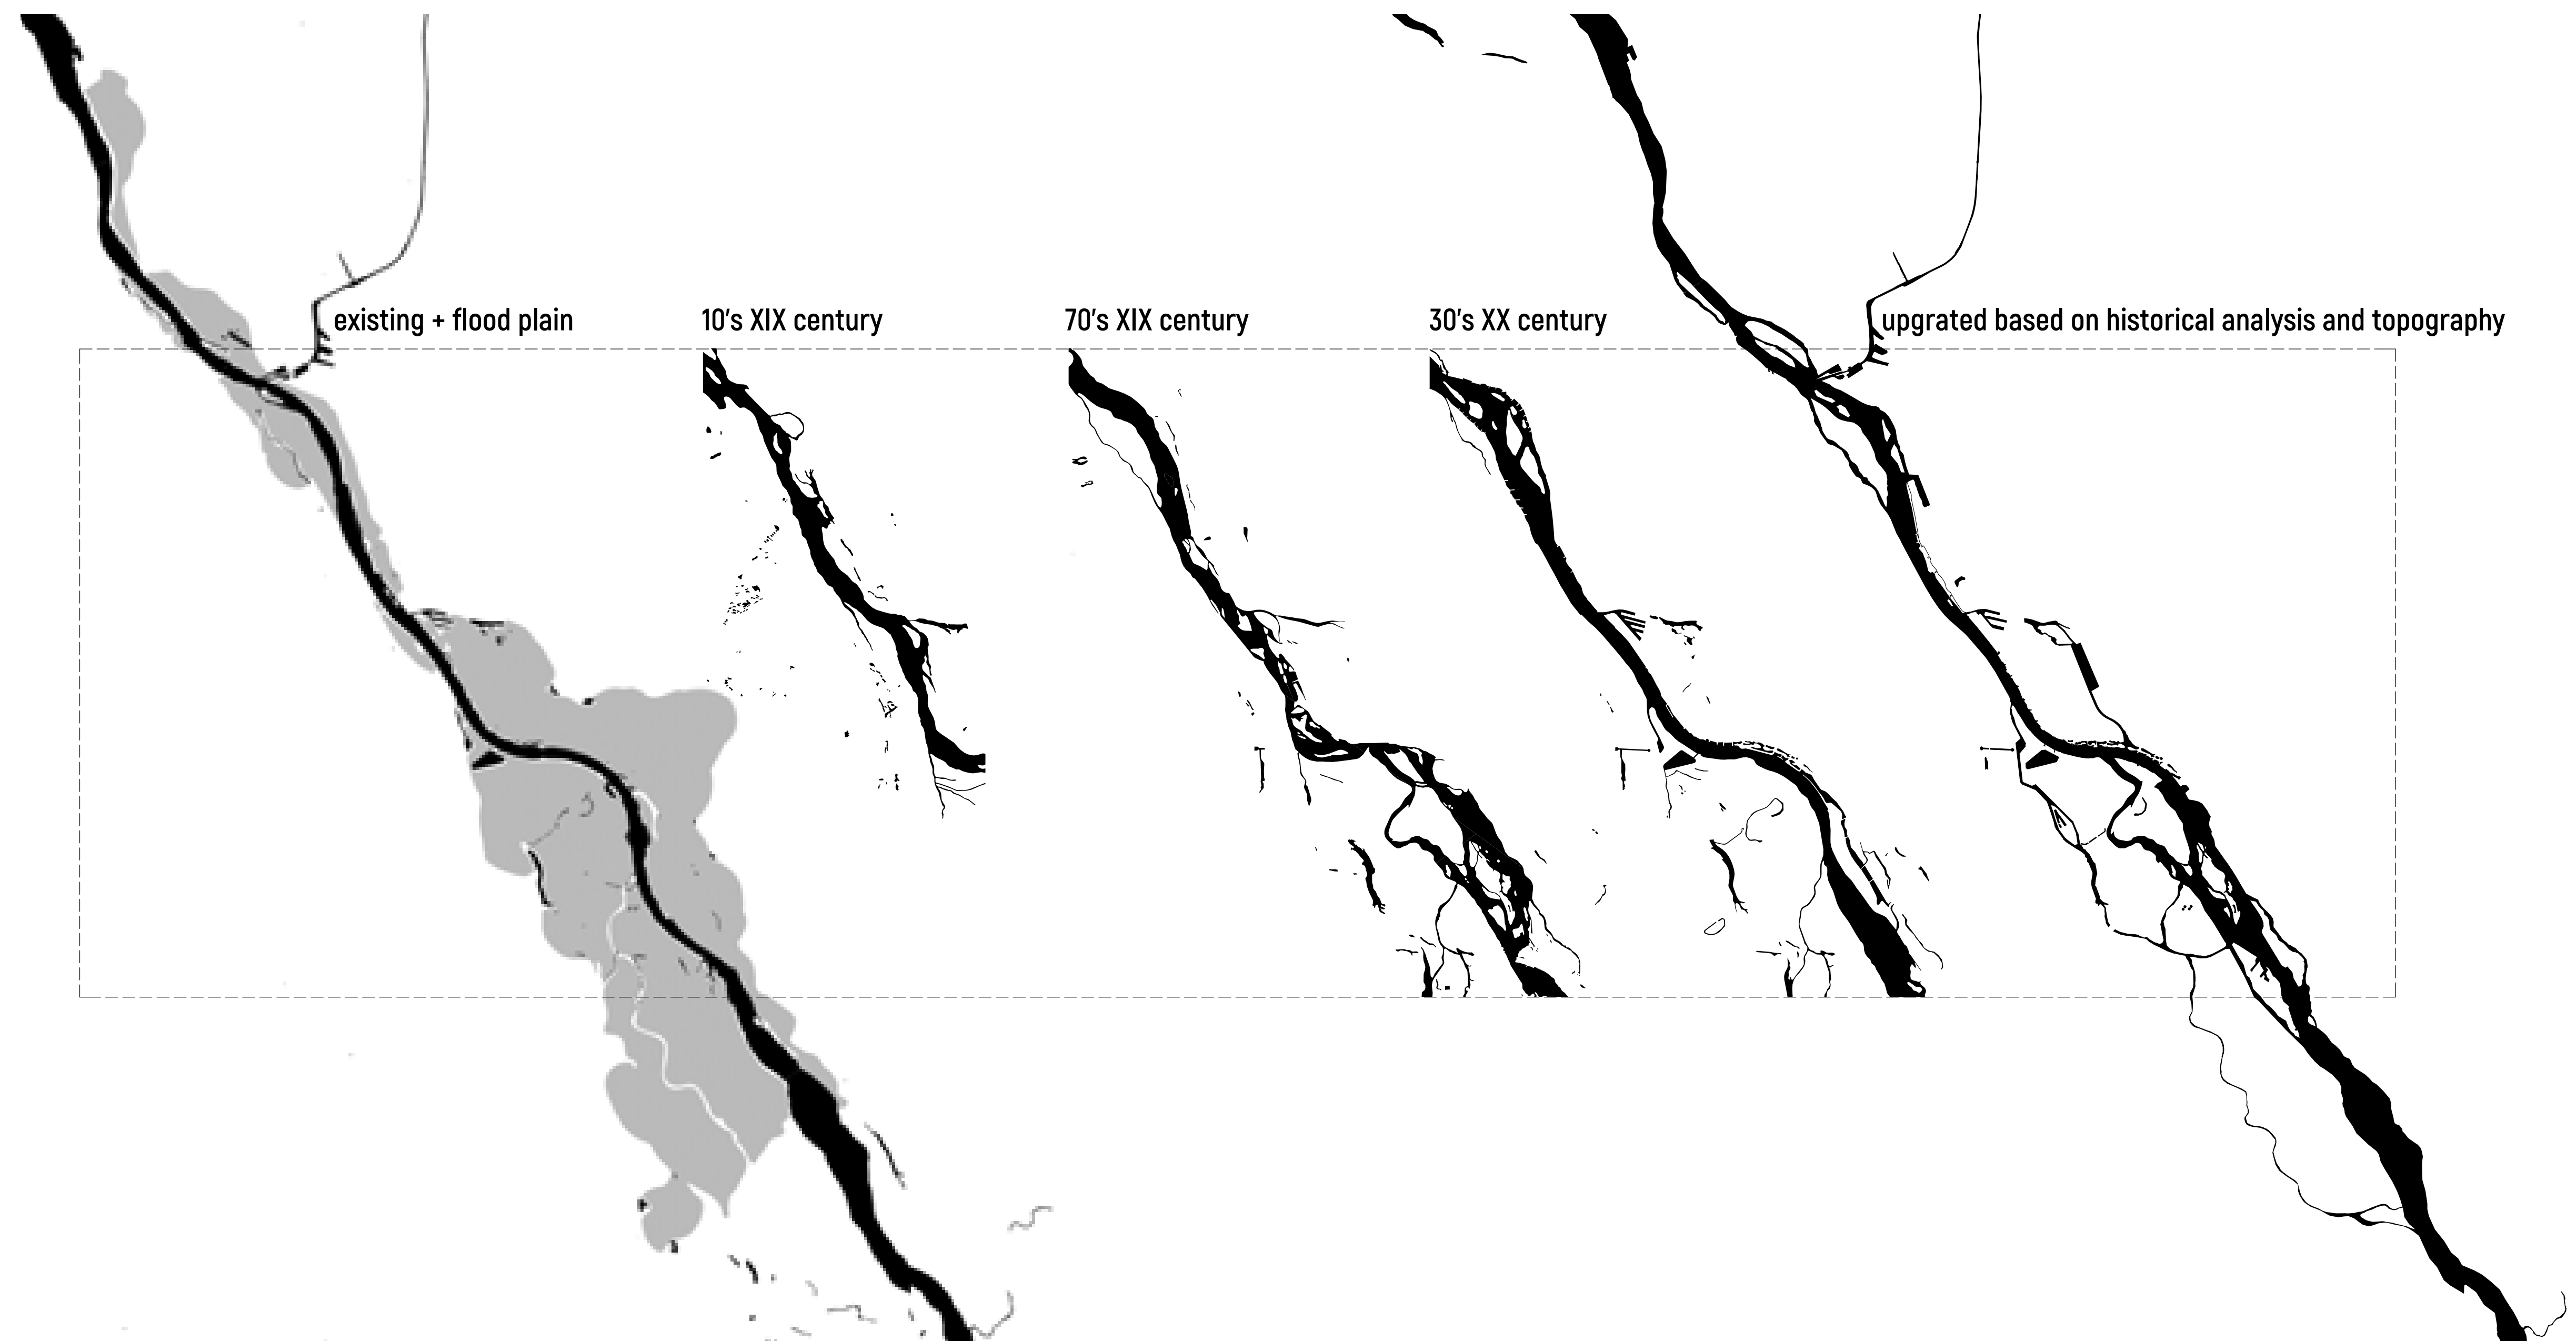 existing + flood plain
10's XIX century
70's XIX century
30's XX century
upgrated based on historical analysis and topography